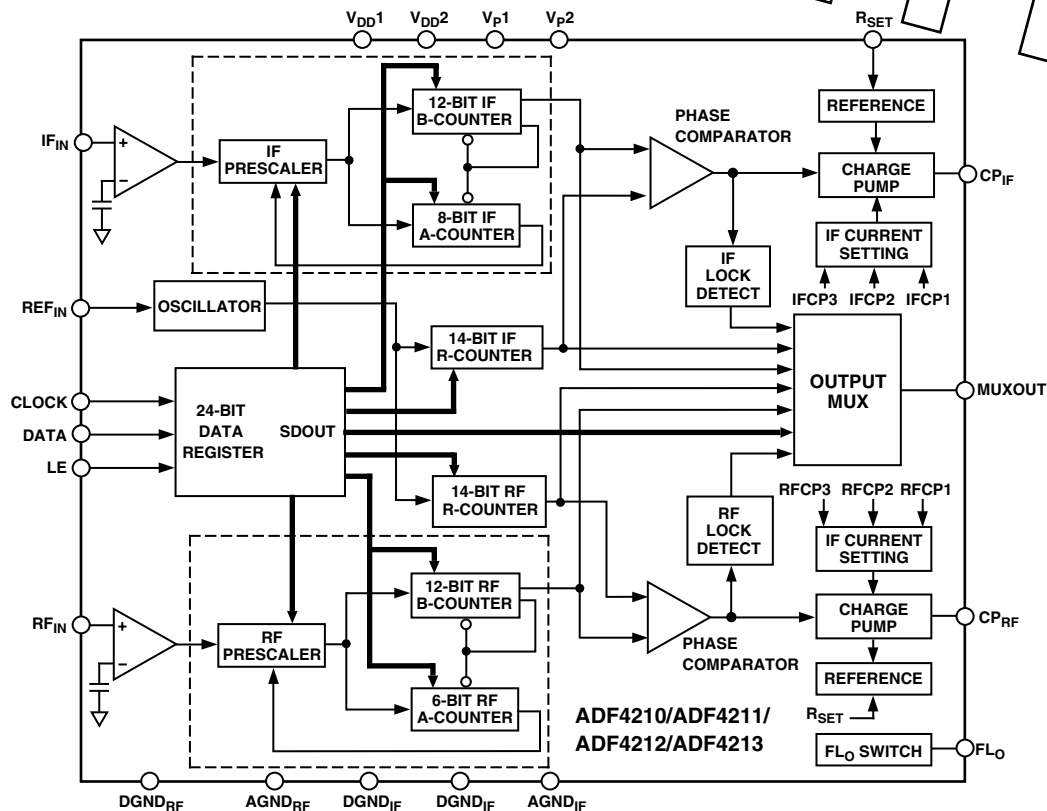 VDD1 VDD2 VP1 VP2 RSET
12-BIT IF
B-COUNTER
PHASE
COMPARATOR
REFERENCE
IFIN
+
−
IF
PRESCALER
CHARGE
PUMP
CPIF
8-BIT IF
A-COUNTER
IF CURRENT
SETTING
IF
LOCK
DETECT
IFCP3 IFCP2 IFCP1
REFIN
OSCILLATOR
14-BIT IF
R-COUNTER
OUTPUT
MUX
MUXOUT
CLOCK
DATA
LE
24-BIT
DATA
REGISTER
SDOUT
14-BIT RF
R-COUNTER
RF
LOCK
DETECT
RFCP3 RFCP2 RFCP1
IF CURRENT
SETTING
12-BIT RF
B-COUNTER
RFIN
+
−
RF
PRESCALER
CHARGE
PUMP
CPRF
PHASE
COMPARATOR
REFERENCE
6-BIT RF
A-COUNTER
RSET
ADF4210/ADF4211/
ADF4212/ADF4213
FLO SWITCH
FLO
DGNDRF AGNDRF DGNDIF DGNDIF AGNDIF